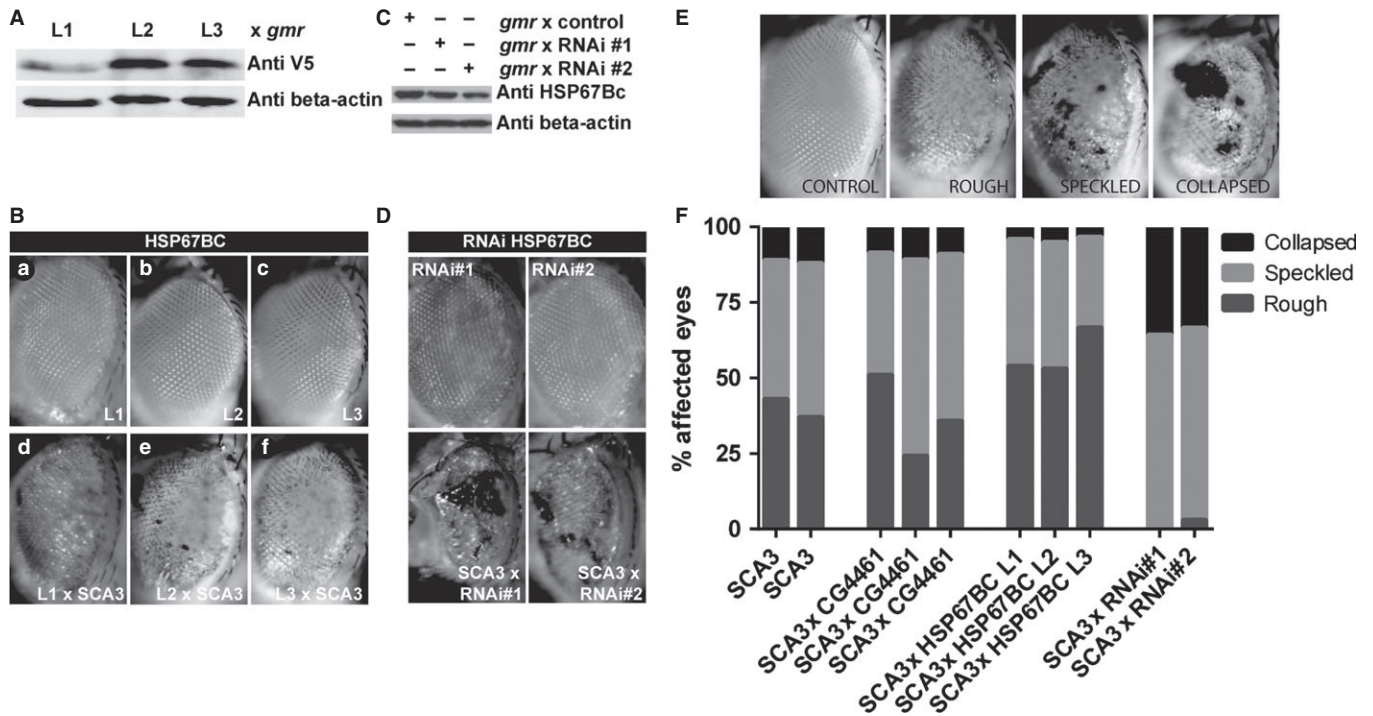 A
L1 L2 L3 x gmr
Anti V5
Anti beta-actin
C
+ – – gmr x control
– + – gmr x RNAi #1
– – + gmr x RNAi #2
Anti HSP67Bc
Anti beta-actin
E
CONTROL ROUGH SPECKLED COLLAPSED
B
HSP67BC
a b c
L1 L2 L3
d e f
L1 x SCA3 L2 x SCA3 L3 x SCA3
D
RNAi HSP67BC
RNAi#1 RNAi#2
SCA3 x RNAi#1
SCA3 x RNAi#2
F
100
75
50
25
0
% affected eyes
Collapsed
Speckled
Rough
SCA3
SCA3
SCA3x CG4461
SCA3x CG4461
SCA3x CG4461
SCA3x HSP67BC L1
SCA3x HSP67BC L2
SCA3x HSP67BC L3
SCA3 x RNAi#1
SCA3 x RNAi#2